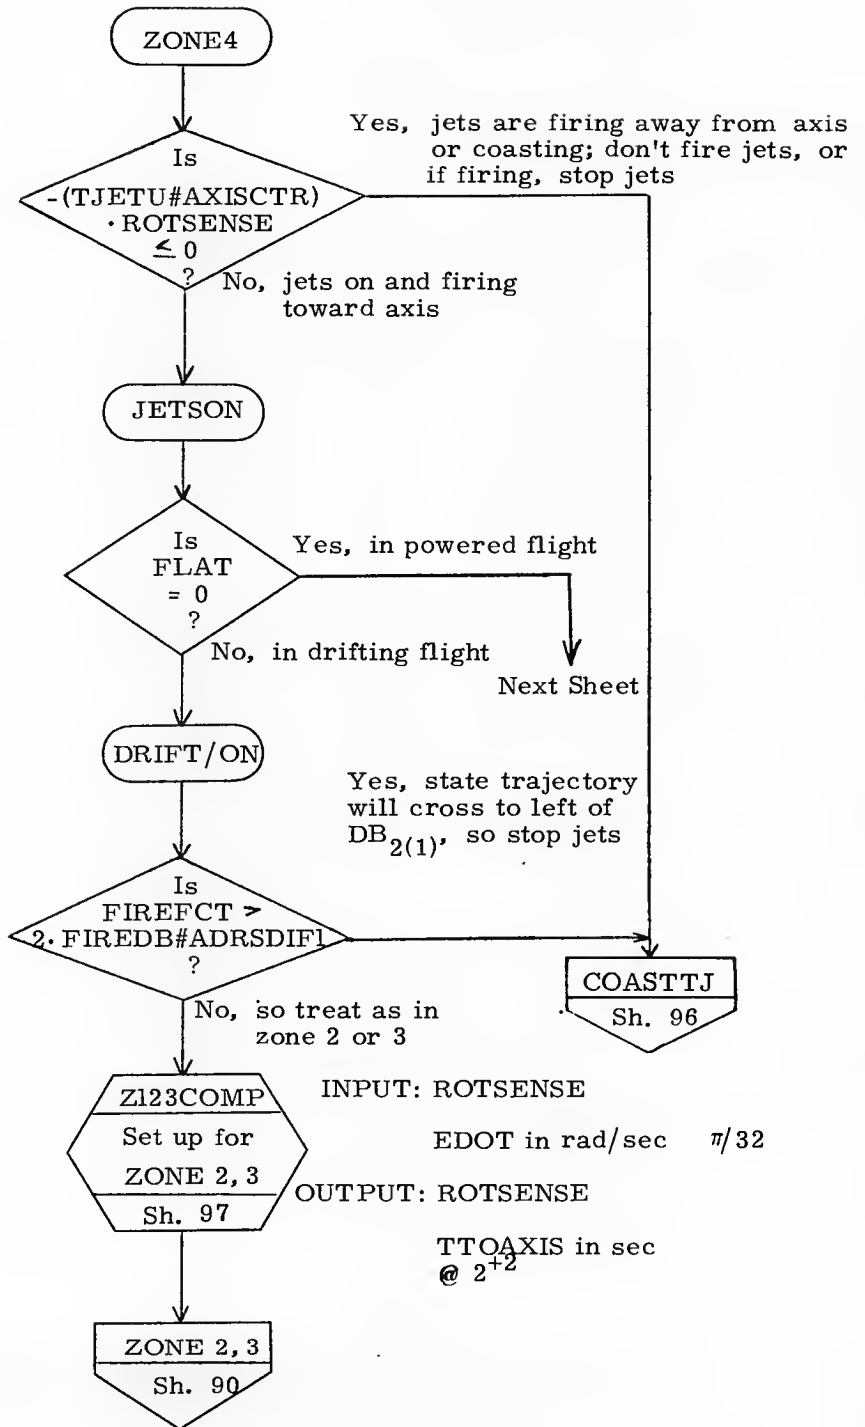 ZONE4
Yes, jets are firing away from axis
or coasting; don't fire jets, or
if firing, stop jets
Is
-(TJETU#AXISCTR)
·ROTSENSE
≤ 0
?
No, jets on and firing
toward axis
JETSON
Is
FLAT
= 0
?
Yes, in powered flight
No, in drifting flight
Next Sheet
DRIFT/ON
Yes, state trajectory
will cross to left of
DB2(1), so stop jets
Is
FIREFCT >
2·FIREDB#ADRSDIF1
?
No, so treat as in
zone 2 or 3
COASTTJ
Sh. 96
Z123COMP
Set up for
ZONE 2, 3
Sh. 97
INPUT: ROTSENSE
EDOT in rad/sec π/32
OUTPUT: ROTSENSE
TTOAXIS in sec
@ 2+2
ZONE 2, 3
Sh. 90